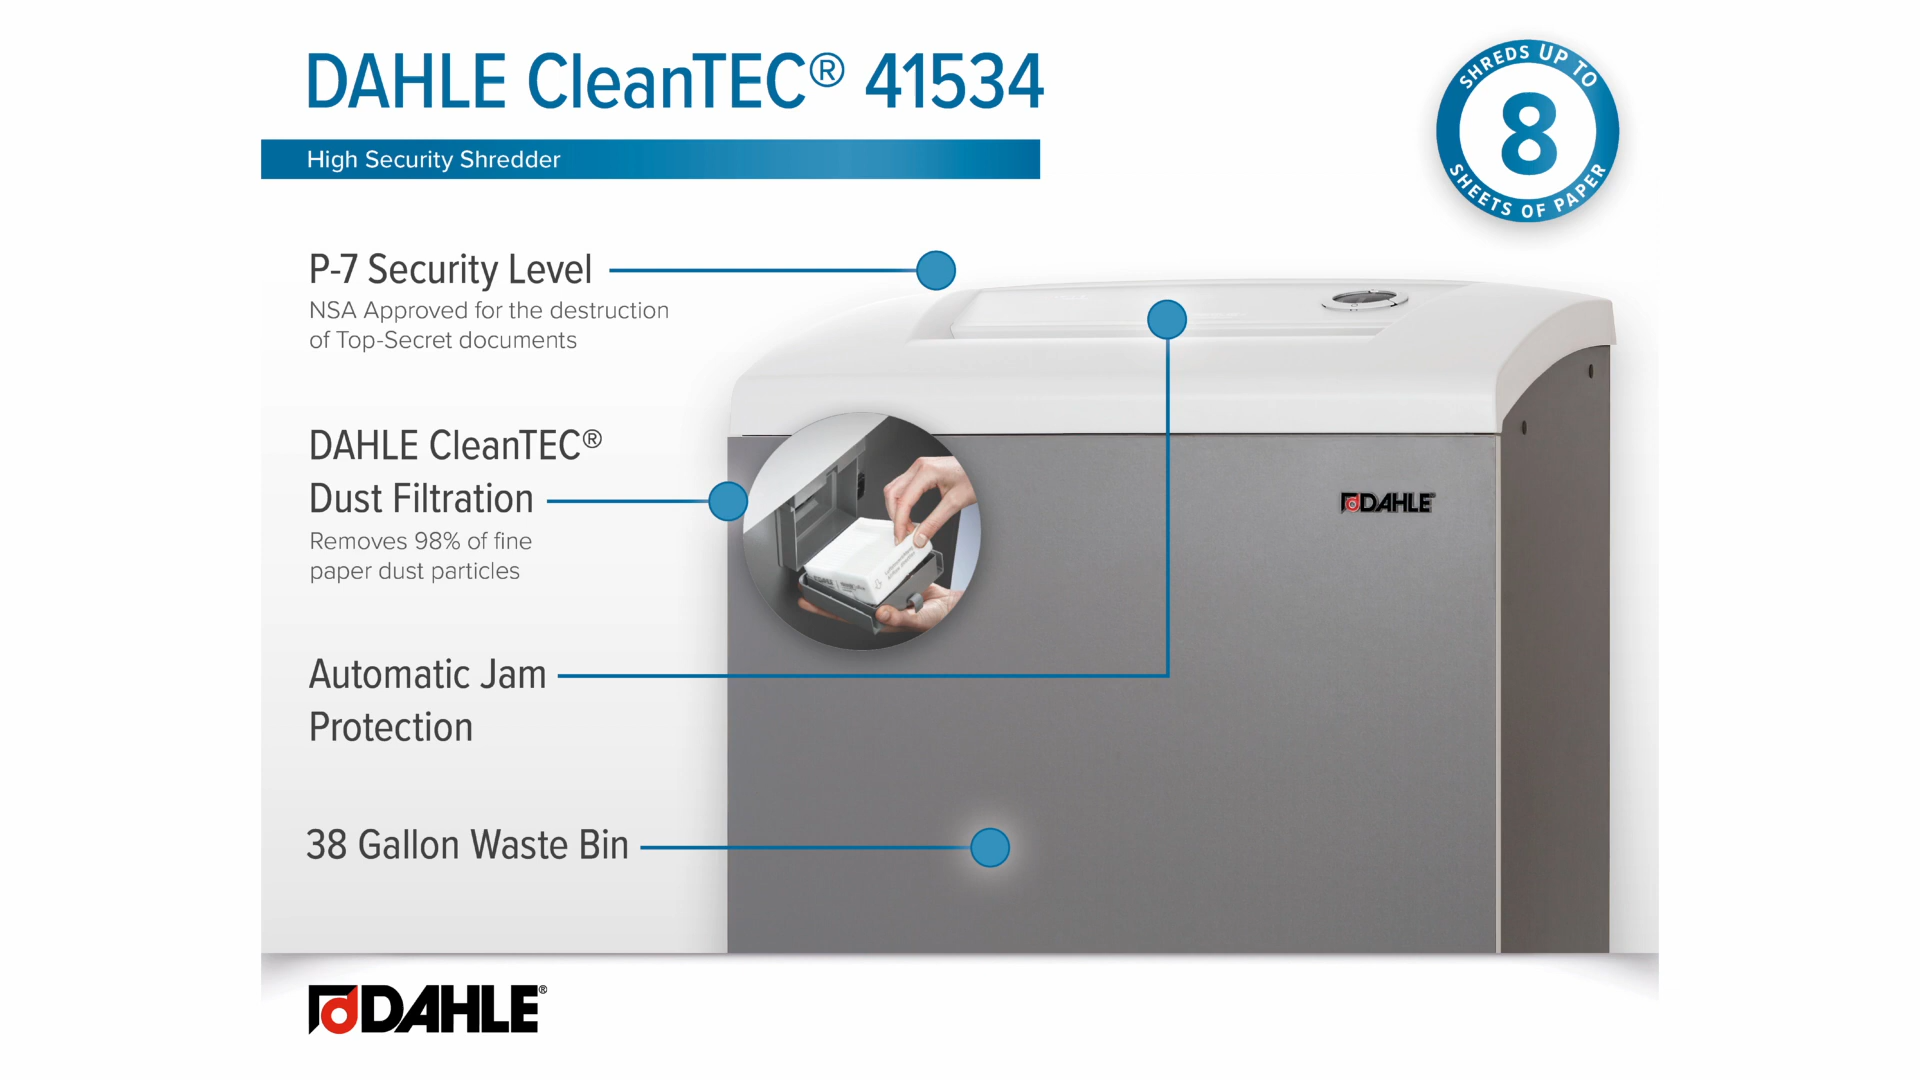 DAHLE CleanTEC® 41534
High Security Shredder
SHREDS UP TO
8
SHEETS OF PAPER
P-7 Security Level
NSA Approved for the destruction
of Top-Secret documents
DAHLE CleanTEC®
Dust Filtration
Removes 98% of fine
paper dust particles
Automatic Jam
Protection
38 Gallon Waste Bin
DAHLE®
DAHLE®